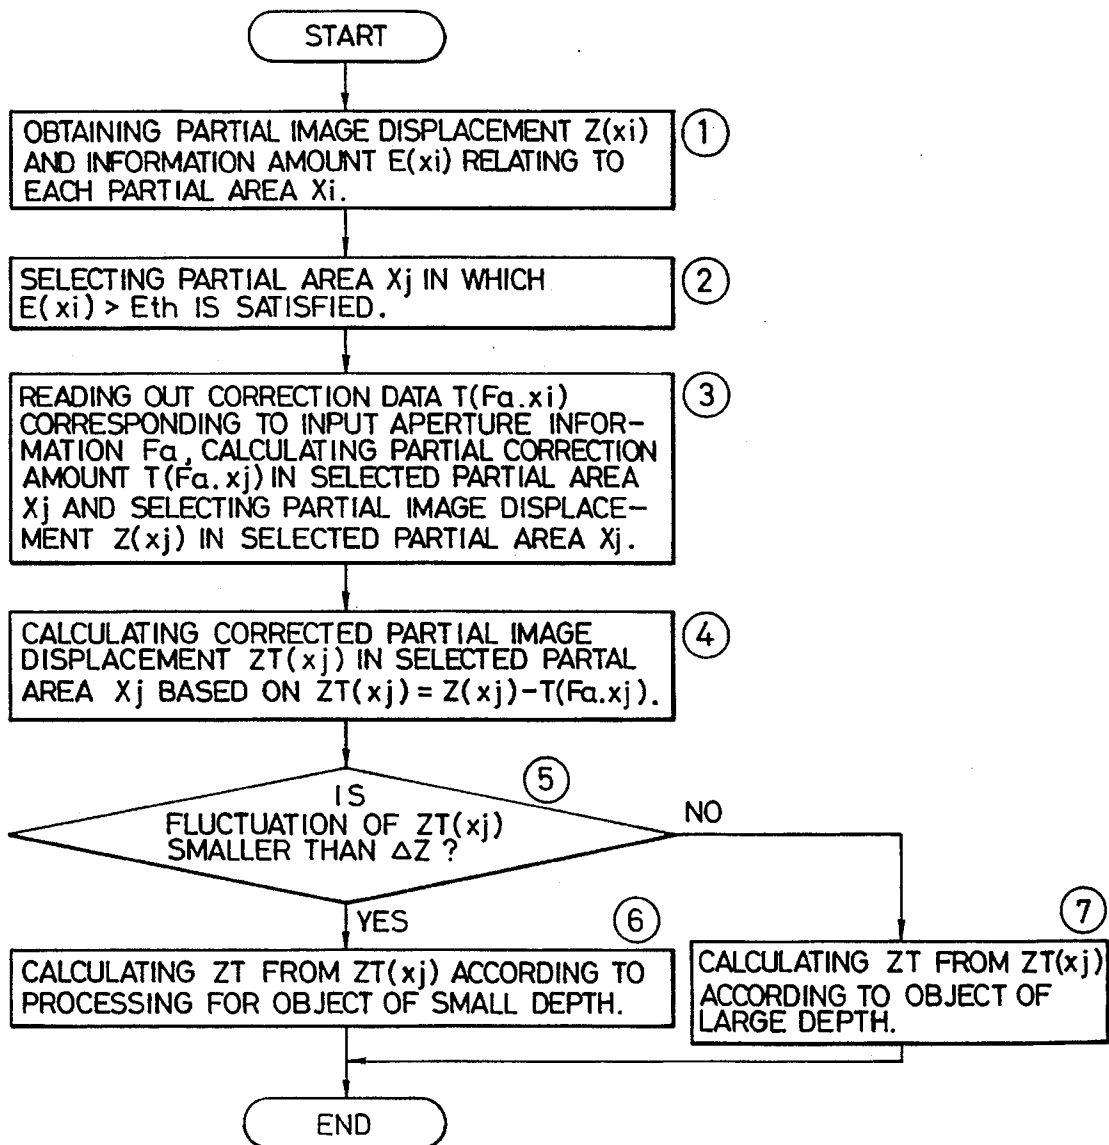 START
OBTAINING PARTIAL IMAGE DISPLACEMENT Z(xi)
AND INFORMATION AMOUNT E(xi) RELATING TO
EACH PARTIAL AREA Xi.
①
SELECTING PARTIAL AREA Xj IN WHICH
E(xi) > Eth IS SATISFIED.
②
READING OUT CORRECTION DATA T(Fa.xi)
CORRESPONDING TO INPUT APERTURE INFOR-
MATION Fa, CALCULATING PARTIAL CORRECTION
AMOUNT T(Fa.xj) IN SELECTED PARTIAL AREA
Xj AND SELECTING PARTIAL IMAGE DISPLACE-
MENT Z(xj) IN SELECTED PARTIAL AREA Xj.
③
CALCULATING CORRECTED PARTIAL IMAGE
DISPLACEMENT ZT(xj) IN SELECTED PARTAL
AREA Xj BASED ON ZT(xj) = Z(xj)-T(Fa.xj).
④
IS
FLUCTUATION OF ZT(xj)
SMALLER THAN ΔZ ?
⑤
NO
YES
⑥
CALCULATING ZT FROM ZT(xj) ACCORDING TO
PROCESSING FOR OBJECT OF SMALL DEPTH.
⑦
CALCULATING ZT FROM ZT(xj)
ACCORDING TO OBJECT OF
LARGE DEPTH.
END